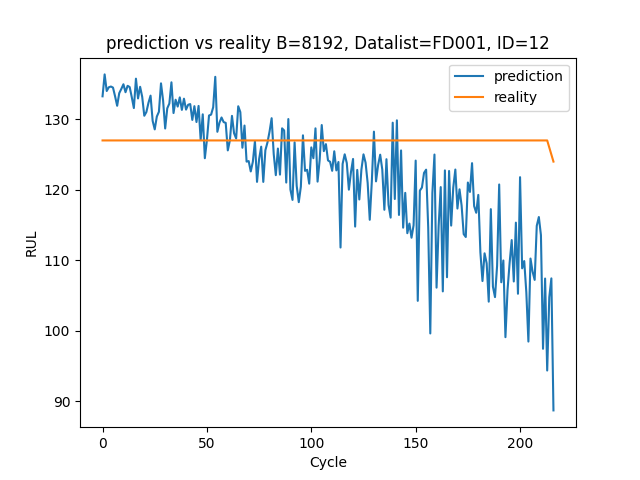 prediction vs reality B=8192, Datalist=FD001, ID=12
prediction
reality
RUL
130
120
110
100
90
0 50 100 150 200
Cycle